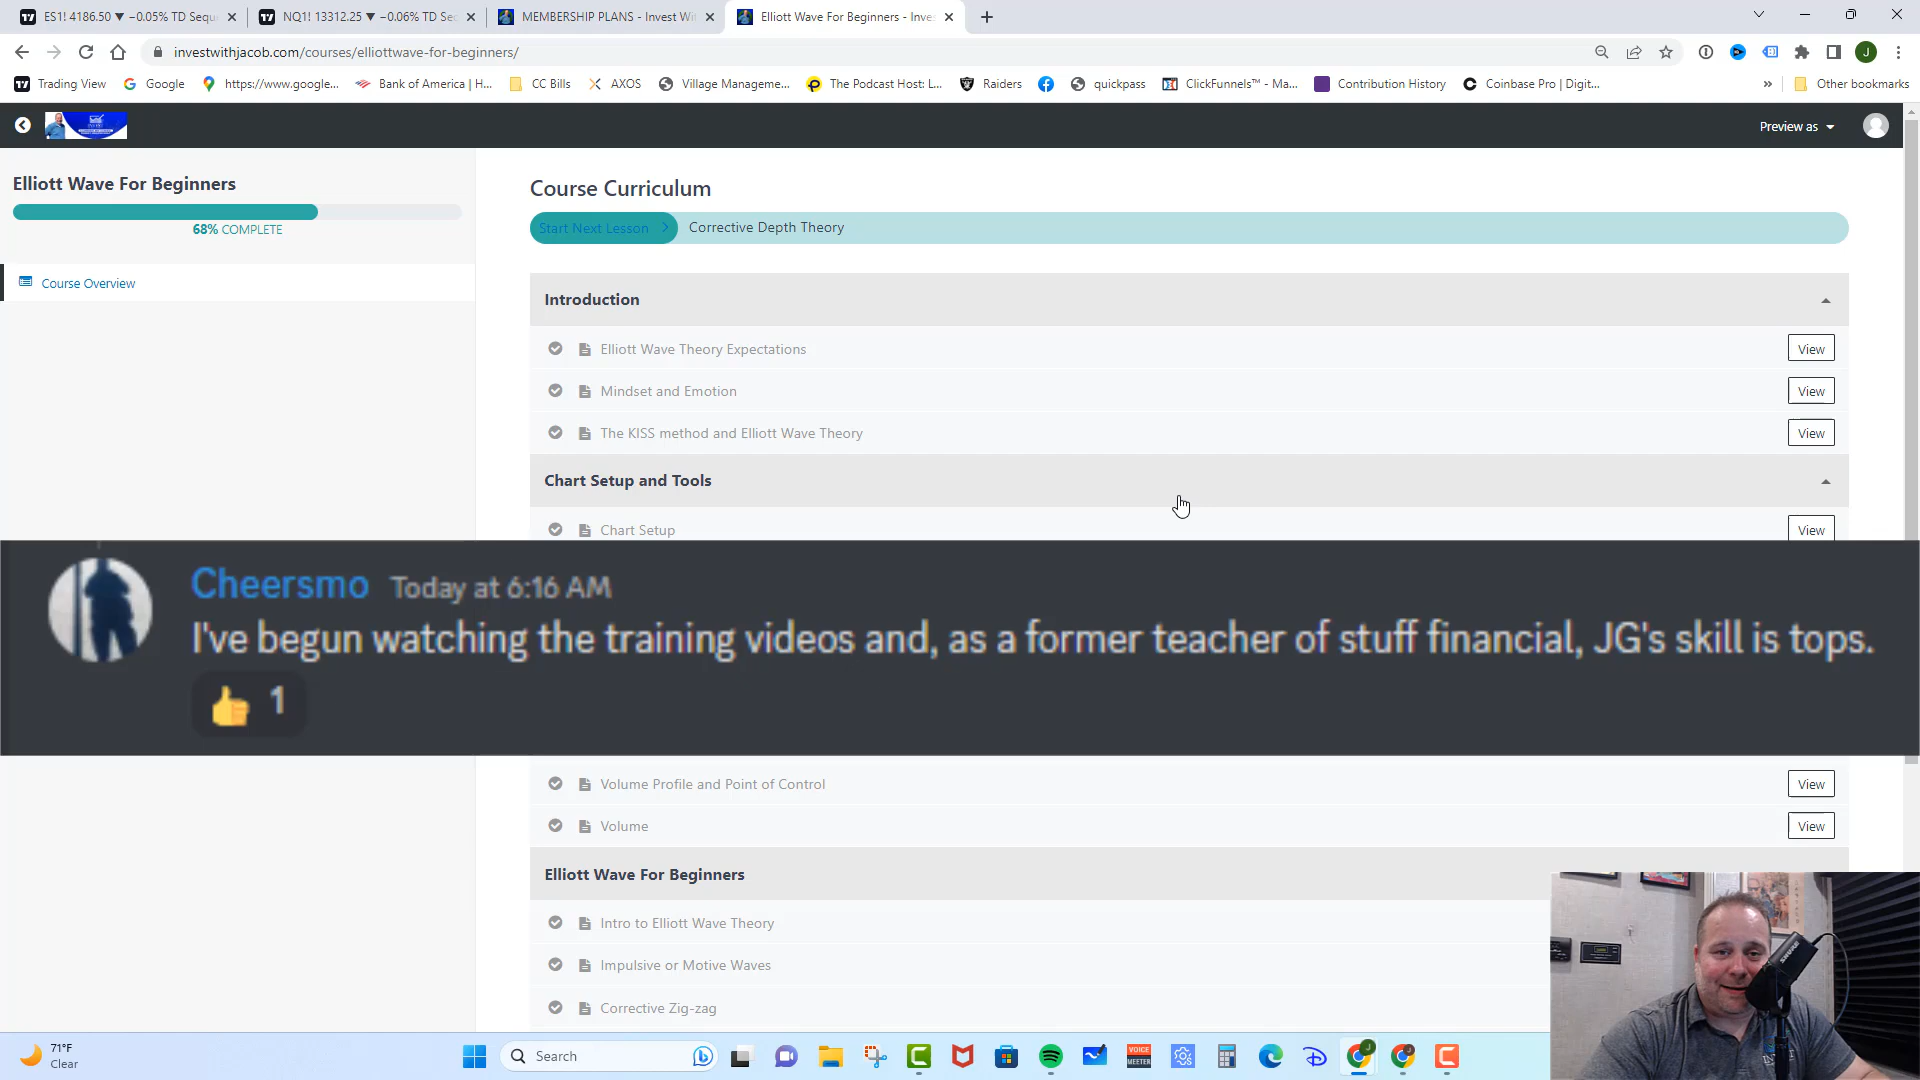 ES1! 4186.50 ▼ −0.05% TD Sequ
NQ1! 13312.25 ▼ −0.06% TD Se
MEMBERSHIP PLANS - Invest Wi
Elliott Wave For Beginners - Inve
investwithjacob.com/courses/elliottwave-for-beginners/
J
Trading View
Google
https://www.google...
Bank of America | H...
CC Bills
AXOS
Village Manageme...
The Podcast Host: L...
Raiders
quickpass
ClickFunnels™ - Ma...
Contribution History
Coinbase Pro | Digit...
»
Other bookmarks
Preview as
Elliott Wave For Beginners
68% COMPLETE
Course Overview
Course Curriculum
Start Next Lesson
Corrective Depth Theory
Introduction
Elliott Wave Theory Expectations
View
Mindset and Emotion
View
The KISS method and Elliott Wave Theory
View
Chart Setup and Tools
Chart Setup
View
Cheersmo Today at 6:16 AM
I've begun watching the training videos and, as a former teacher of stuff financial, JG's skill is tops.
1
Volume Profile and Point of Control
View
Volume
View
Elliott Wave For Beginners
Intro to Elliott Wave Theory
Impulsive or Motive Waves
Corrective Zig-zag
SHURE
71°F
Clear
Search
VOICE
MEETER